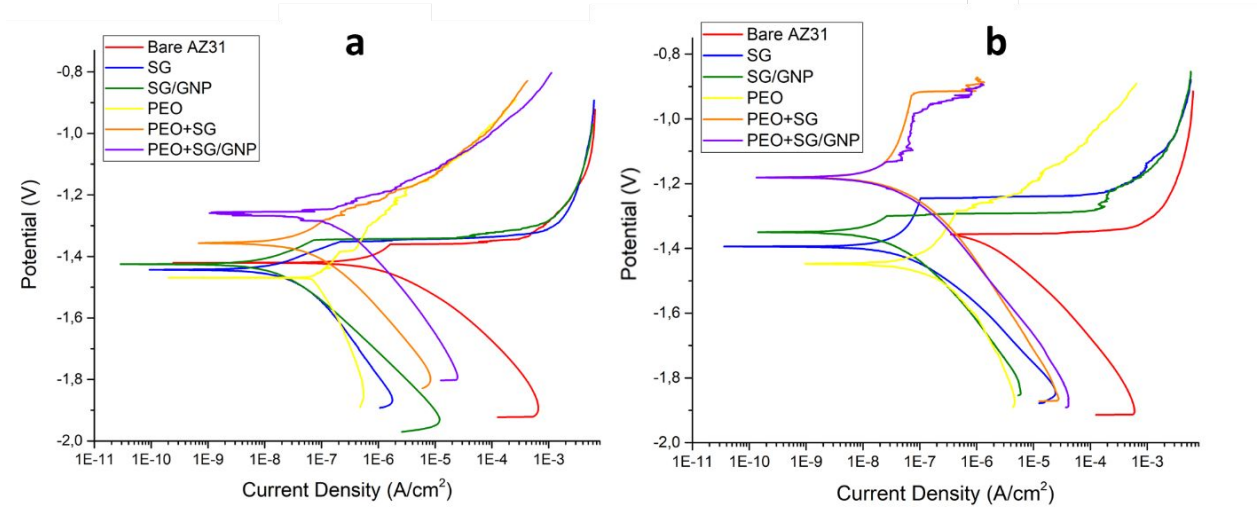 a
Bare AZ31
SG
SG/GNP
PEO
PEO+SG
PEO+SG/GNP
-0,8
-1,0
-1,2
-1,4
-1,6
-1,8
-2,0
Potential (V)
1E-11 1E-10 1E-9 1E-8 1E-7 1E-6 1E-5 1E-4 1E-3
Current Density (A/cm²)
b
Bare AZ31
SG
SG/GNP
PEO
PEO+SG
PEO+SG/GNP
-0,8
-1,0
-1,2
-1,4
-1,6
-1,8
-2,0
Potential (V)
1E-11 1E-10 1E-9 1E-8 1E-7 1E-6 1E-5 1E-4 1E-3
Current Density (A/cm²)